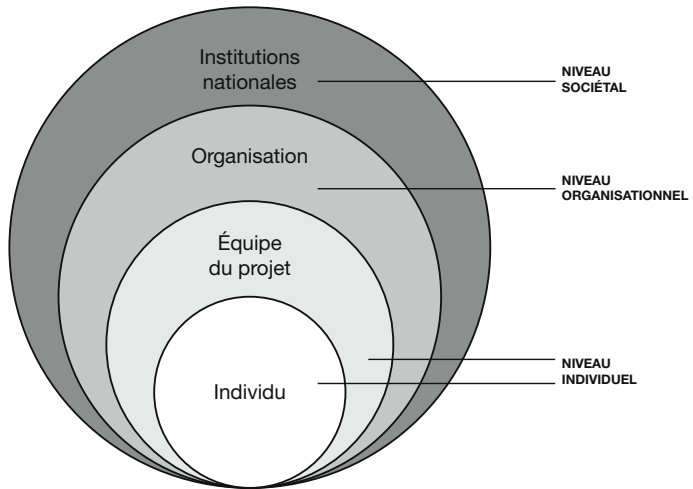 Institutions
nationales
NIVEAU
SOCIÉTAL
Organisation
NIVEAU
ORGANISATIONNEL
Équipe
du projet
NIVEAU
INDIVIDUEL
Individu